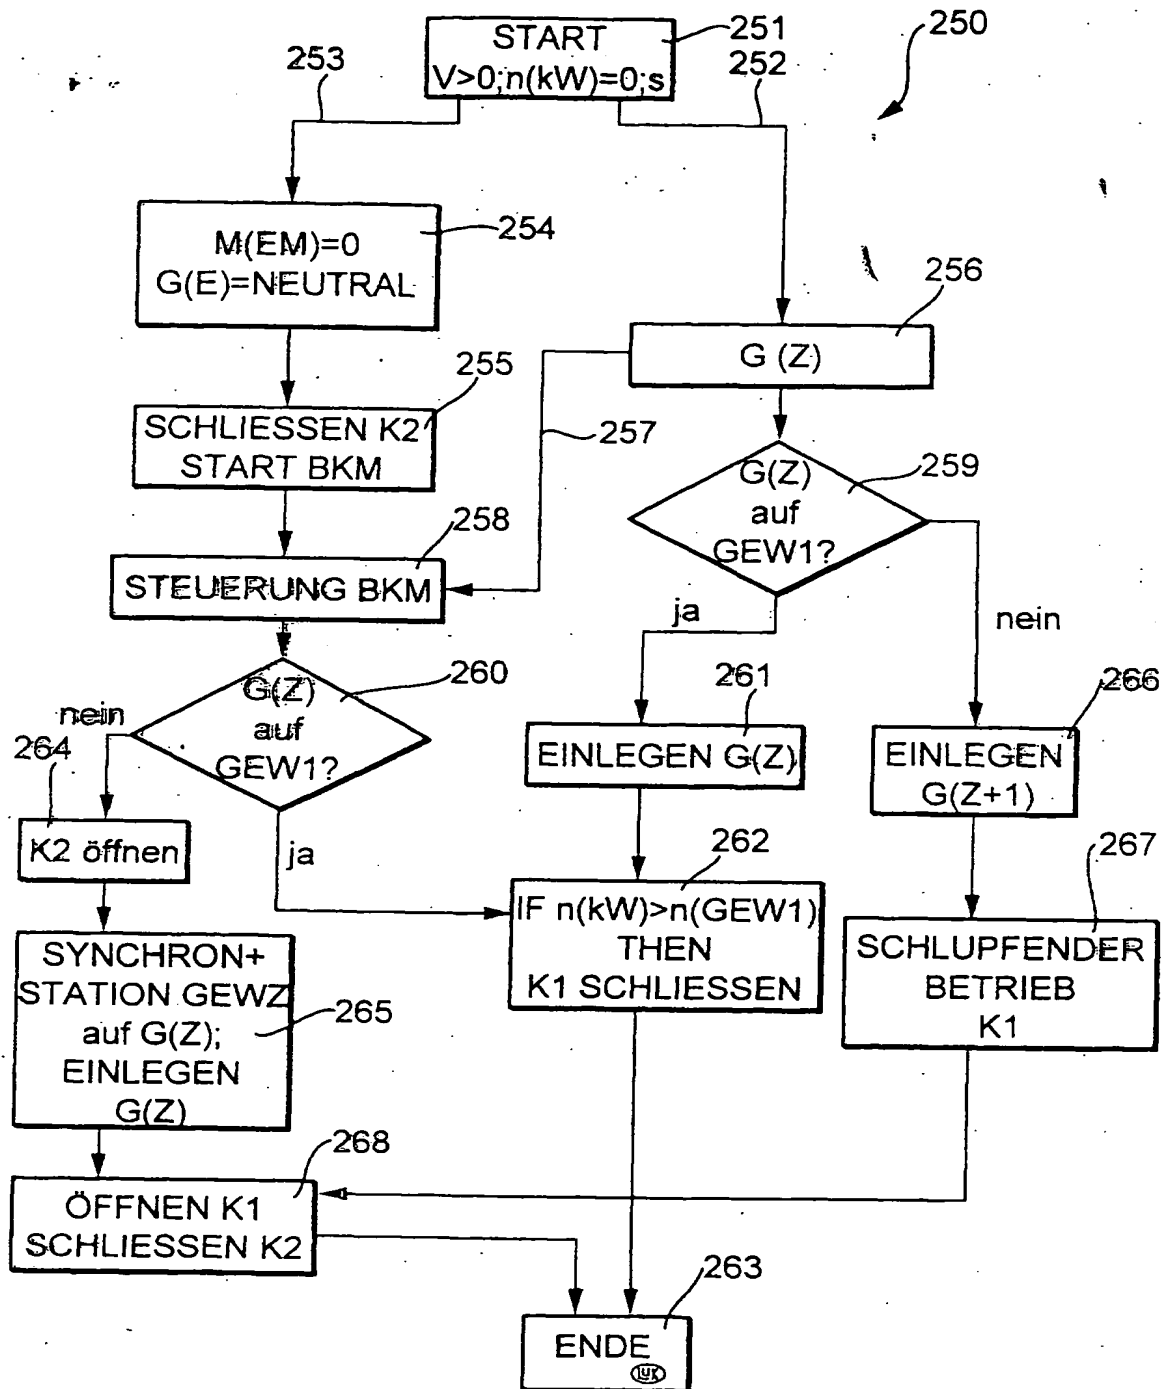 START
V>0;n(kW)=0;s
251
250
253
252
M(EM)=0
G(E)=NEUTRAL
254
256
G (Z)
255
SCHLIESSEN K2
START BKM
257
G(Z)
auf
GEW1?
259
258
STEUERUNG BKM
ja
nein
260
G(Z)
auf
GEW1?
nein
264
261
266
EINLEGEN G(Z)
EINLEGEN
G(Z+1)
K2 öffnen
ja
262
267
IF n(kW)>n(GEW1)
THEN
K1 SCHLIESSEN
SCHLUPFENDER
BETRIEB
K1
SYNCHRON+
STATION GEWZ
auf G(Z);
EINLEGEN
G(Z)
265
268
ÖFFNEN K1
SCHLIESSEN K2
263
ENDE
LuK